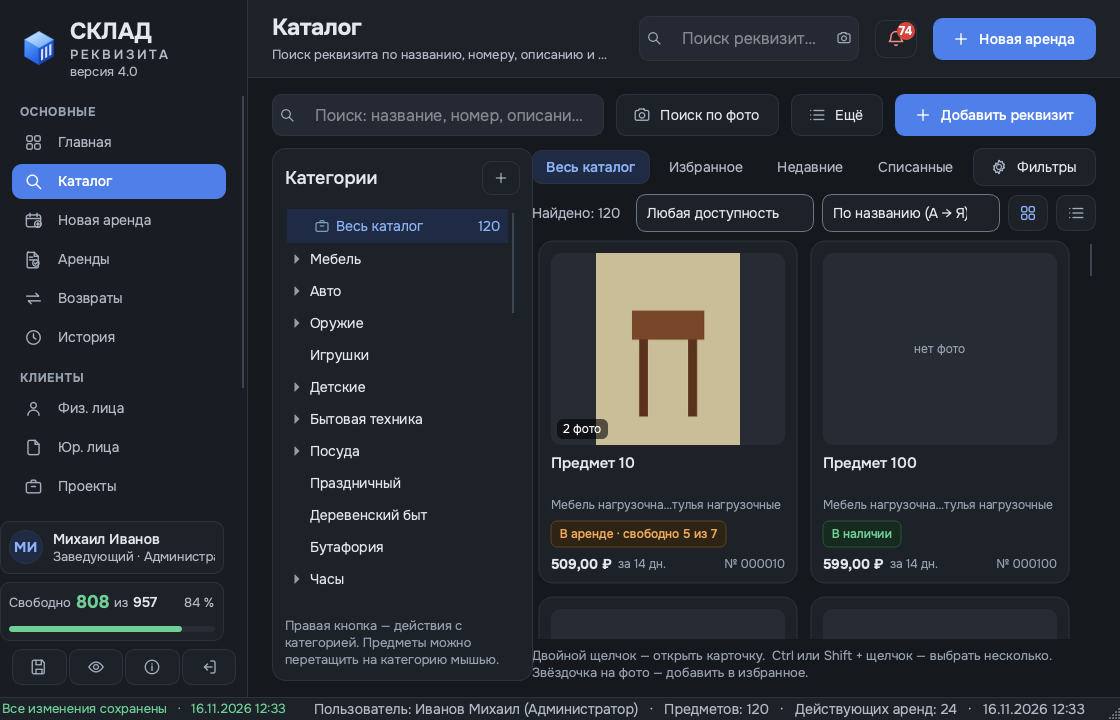 СКЛАД
РЕКВИЗИТА
версия 4.0
ОСНОВНЫЕ
Главная
Каталог
Новая аренда
Аренды
Возвраты
История
КЛИЕНТЫ
Физ. лица
Юр. лица
Проекты
МИ
Михаил Иванов
Заведующий · Администра
Свободно 808 из 957 84 %
Каталог
Поиск реквизита по названию, номеру, описанию и ...
Поиск реквизит...
74
Новая аренда
Поиск: название, номер, описани...
Поиск по фото
Ещё
Добавить реквизит
Категории
Весь каталог 120
Мебель
Авто
Оружие
Игрушки
Детские
Бытовая техника
Посуда
Праздничный
Деревенский быт
Бутафория
Часы
Правая кнопка — действия с
категорией. Предметы можно
перетащить на категорию мышью.
Весь каталог
Избранное
Недавние
Списанные
Фильтры
Найдено: 120
Любая доступность
По названию (А → Я)
2 фото
Предмет 10
Мебель нагрузочна...тулья нагрузочные
В аренде · свободно 5 из 7
509,00 ₽ за 14 дн. № 000010
нет фото
Предмет 100
Мебель нагрузочна...тулья нагрузочные
В наличии
599,00 ₽ за 14 дн. № 000100
Двойной щелчок — открыть карточку. Ctrl или Shift + щелчок — выбрать несколько.
Звёздочка на фото — добавить в избранное.
Все изменения сохранены · 16.11.2026 12:33
Пользователь: Иванов Михаил (Администратор) · Предметов: 120 · Действующих аренд: 24 · 16.11.2026 12:33